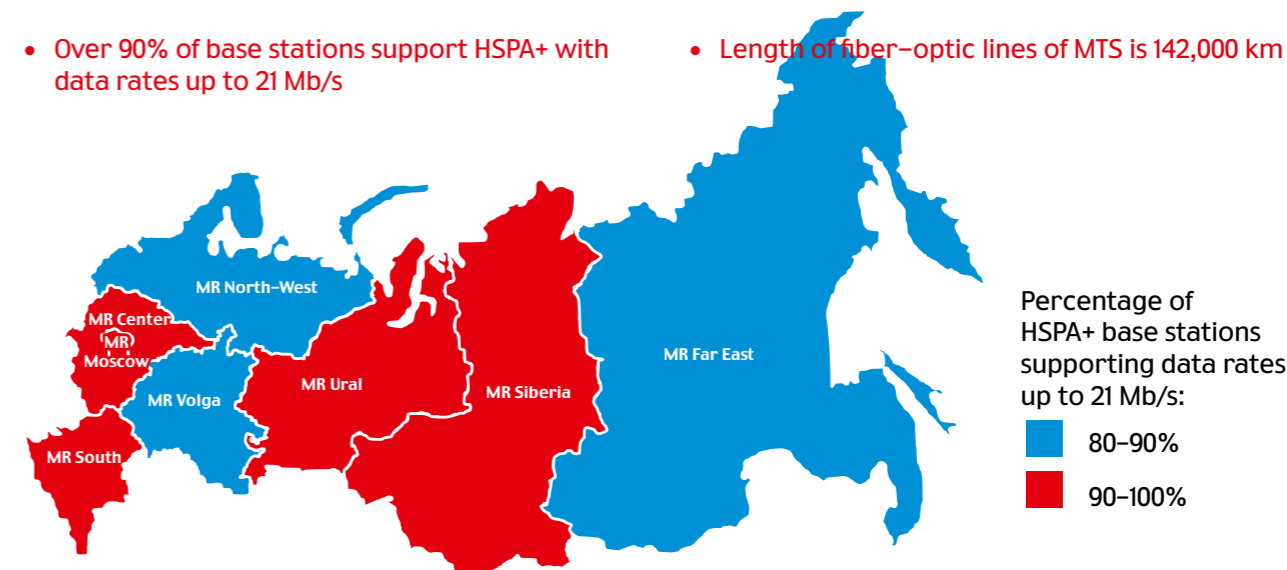 • Over 90% of base stations support HSPA+ with
data rates up to 21 Mb/s
• Length of fiber-optic lines of MTS is 142,000 km
MR North-West
MR Center
MR
Moscow
MR Volga
MR Ural
MR Siberia
MR Far East
MR South
Percentage of
HSPA+ base stations
supporting data rates
up to 21 Mb/s:
80-90%
90-100%